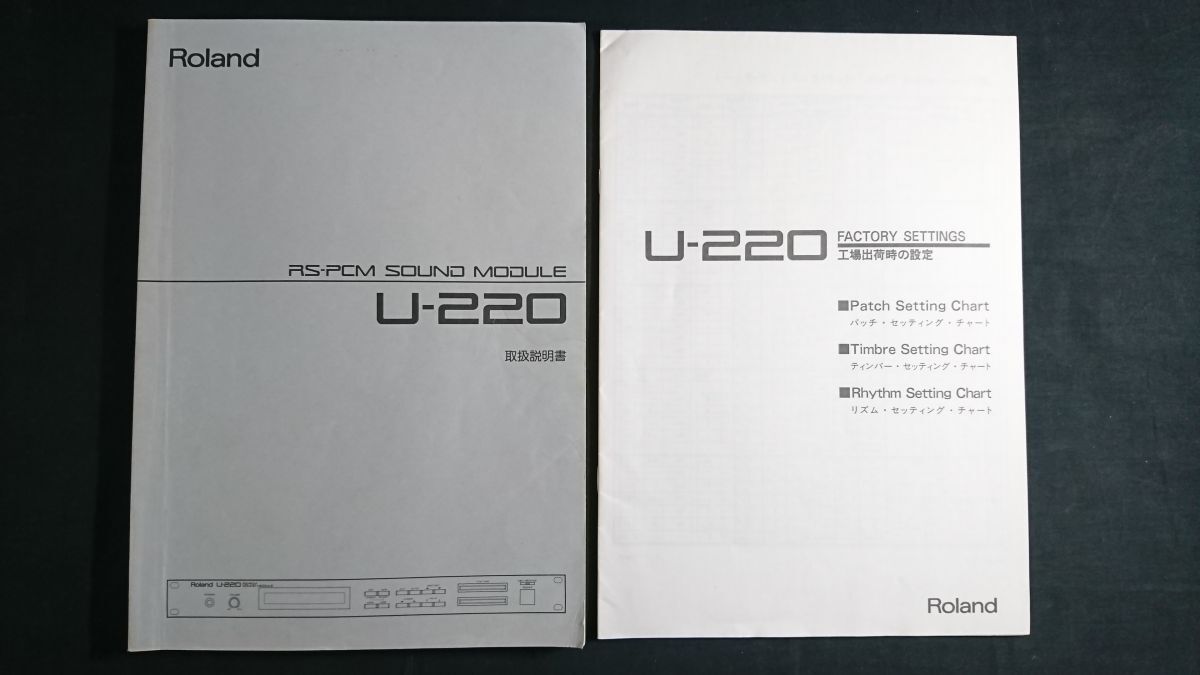 Roland
RS-PCM SOUND MODULE
U-220
取扱説明書
Roland U-220
U-220 FACTORY SETTINGS
工場出荷時の設定
■Patch Setting Chart
パッチ・セッティング・チャート
■Timbre Setting Chart
ティンバー・セッティング・チャート
■Rhythm Setting Chart
リズム・セッティング・チャート
Roland